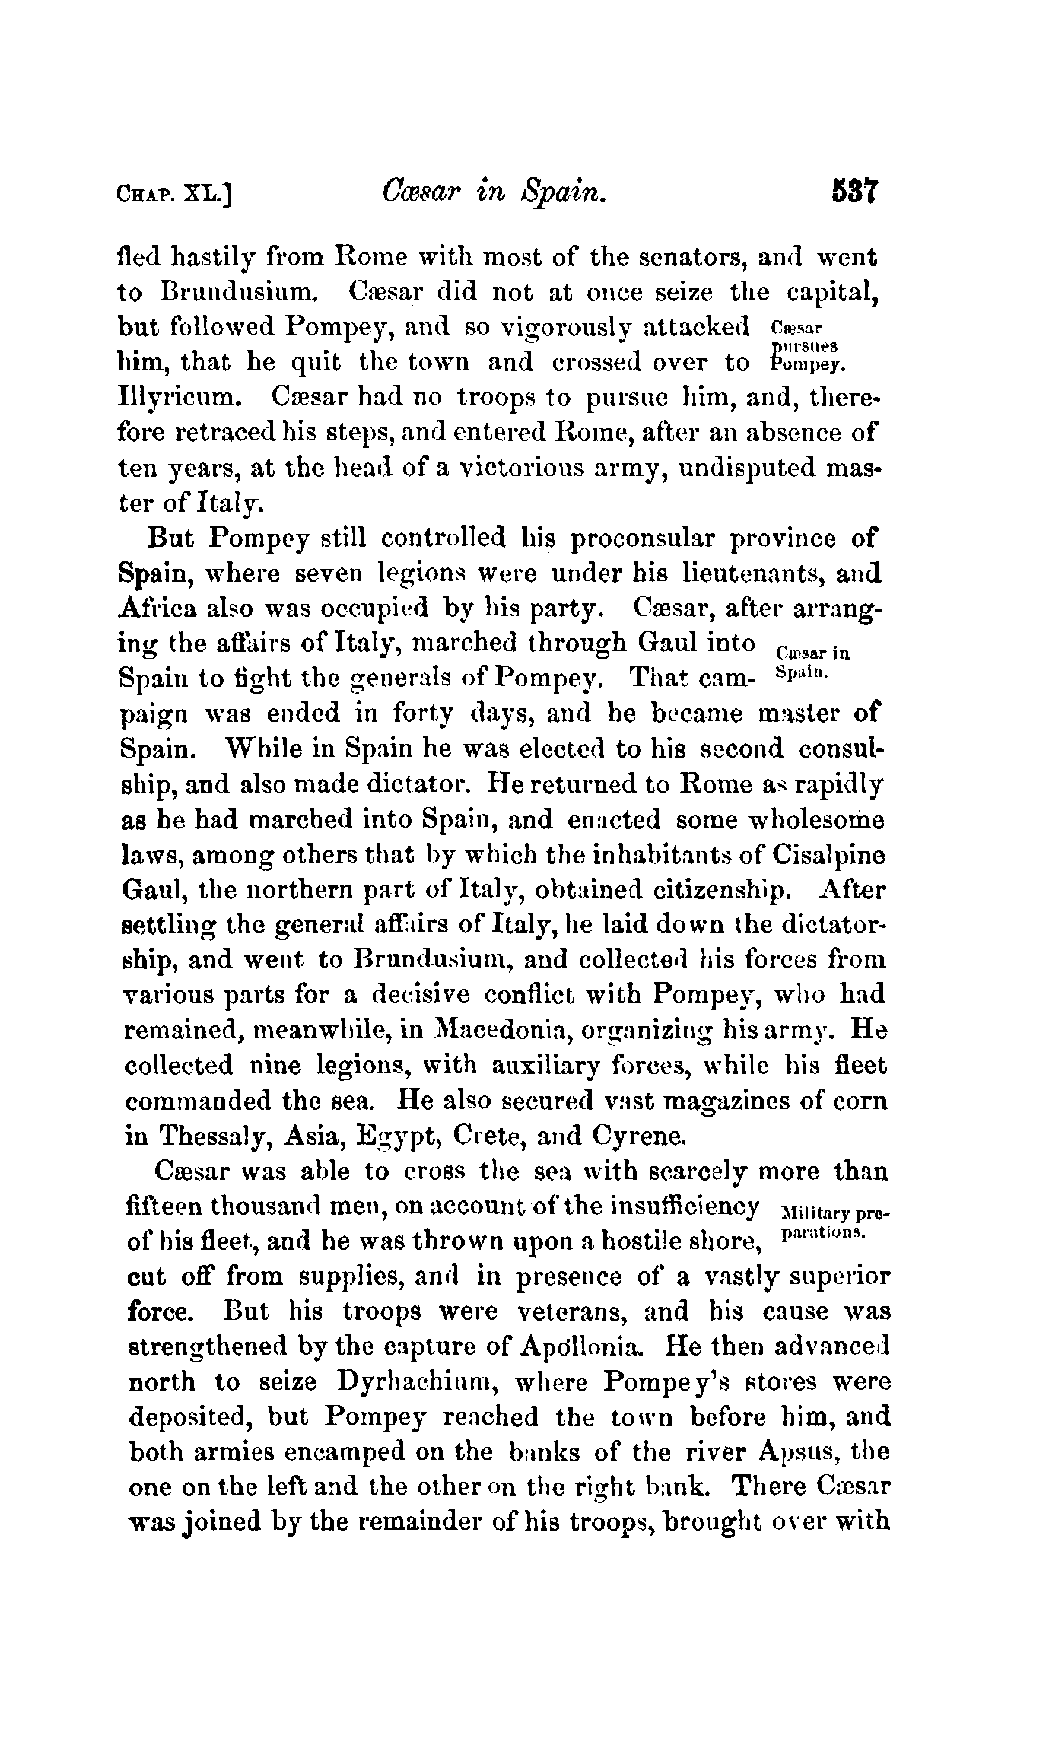 CHAP. XL.] Cæsar in Spain. 537
fled hastily from Rome with most of the senators, and went
to Brundusium. Cæsar did not at once seize the capital,
but followed Pompey, and so vigorously attacked
Cæsar
pursues
Pompey.
him, that he quit the town and crossed over to
Illyricum. Cæsar had no troops to pursue him, and, there-
fore retraced his steps, and entered Rome, after an absence of
ten years, at the head of a victorious army, undisputed mas-
ter of Italy.
But Pompey still controlled his proconsular province of
Spain, where seven legions were under his lieutenants, and
Africa also was occupied by his party. Cæsar, after arrang-
ing the affairs of Italy, marched through Gaul into
Cæsar in
Spain.
Spain to fight the generals of Pompey. That cam-
paign was ended in forty days, and he became master of
Spain. While in Spain he was elected to his second consul-
ship, and also made dictator. He returned to Rome as rapidly
as he had marched into Spain, and enacted some wholesome
laws, among others that by which the inhabitants of Cisalpine
Gaul, the northern part of Italy, obtained citizenship. After
settling the general affairs of Italy, he laid down the dictator-
ship, and went to Brundusium, and collected his forces from
various parts for a decisive conflict with Pompey, who had
remained, meanwhile, in Macedonia, organizing his army. He
collected nine legions, with auxiliary forces, while his fleet
commanded the sea. He also secured vast magazines of corn
in Thessaly, Asia, Egypt, Crete, and Cyrene.
Cæsar was able to cross the sea with scarcely more than
fifteen thousand men, on account of the insufficiency
Military pre-
parations.
of his fleet, and he was thrown upon a hostile shore,
cut off from supplies, and in presence of a vastly superior
force. But his troops were veterans, and his cause was
strengthened by the capture of Apollonia. He then advanced
north to seize Dyrhachium, where Pompey's stores were
deposited, but Pompey reached the town before him, and
both armies encamped on the banks of the river Apsus, the
one on the left and the other on the right bank. There Cæsar
was joined by the remainder of his troops, brought over with